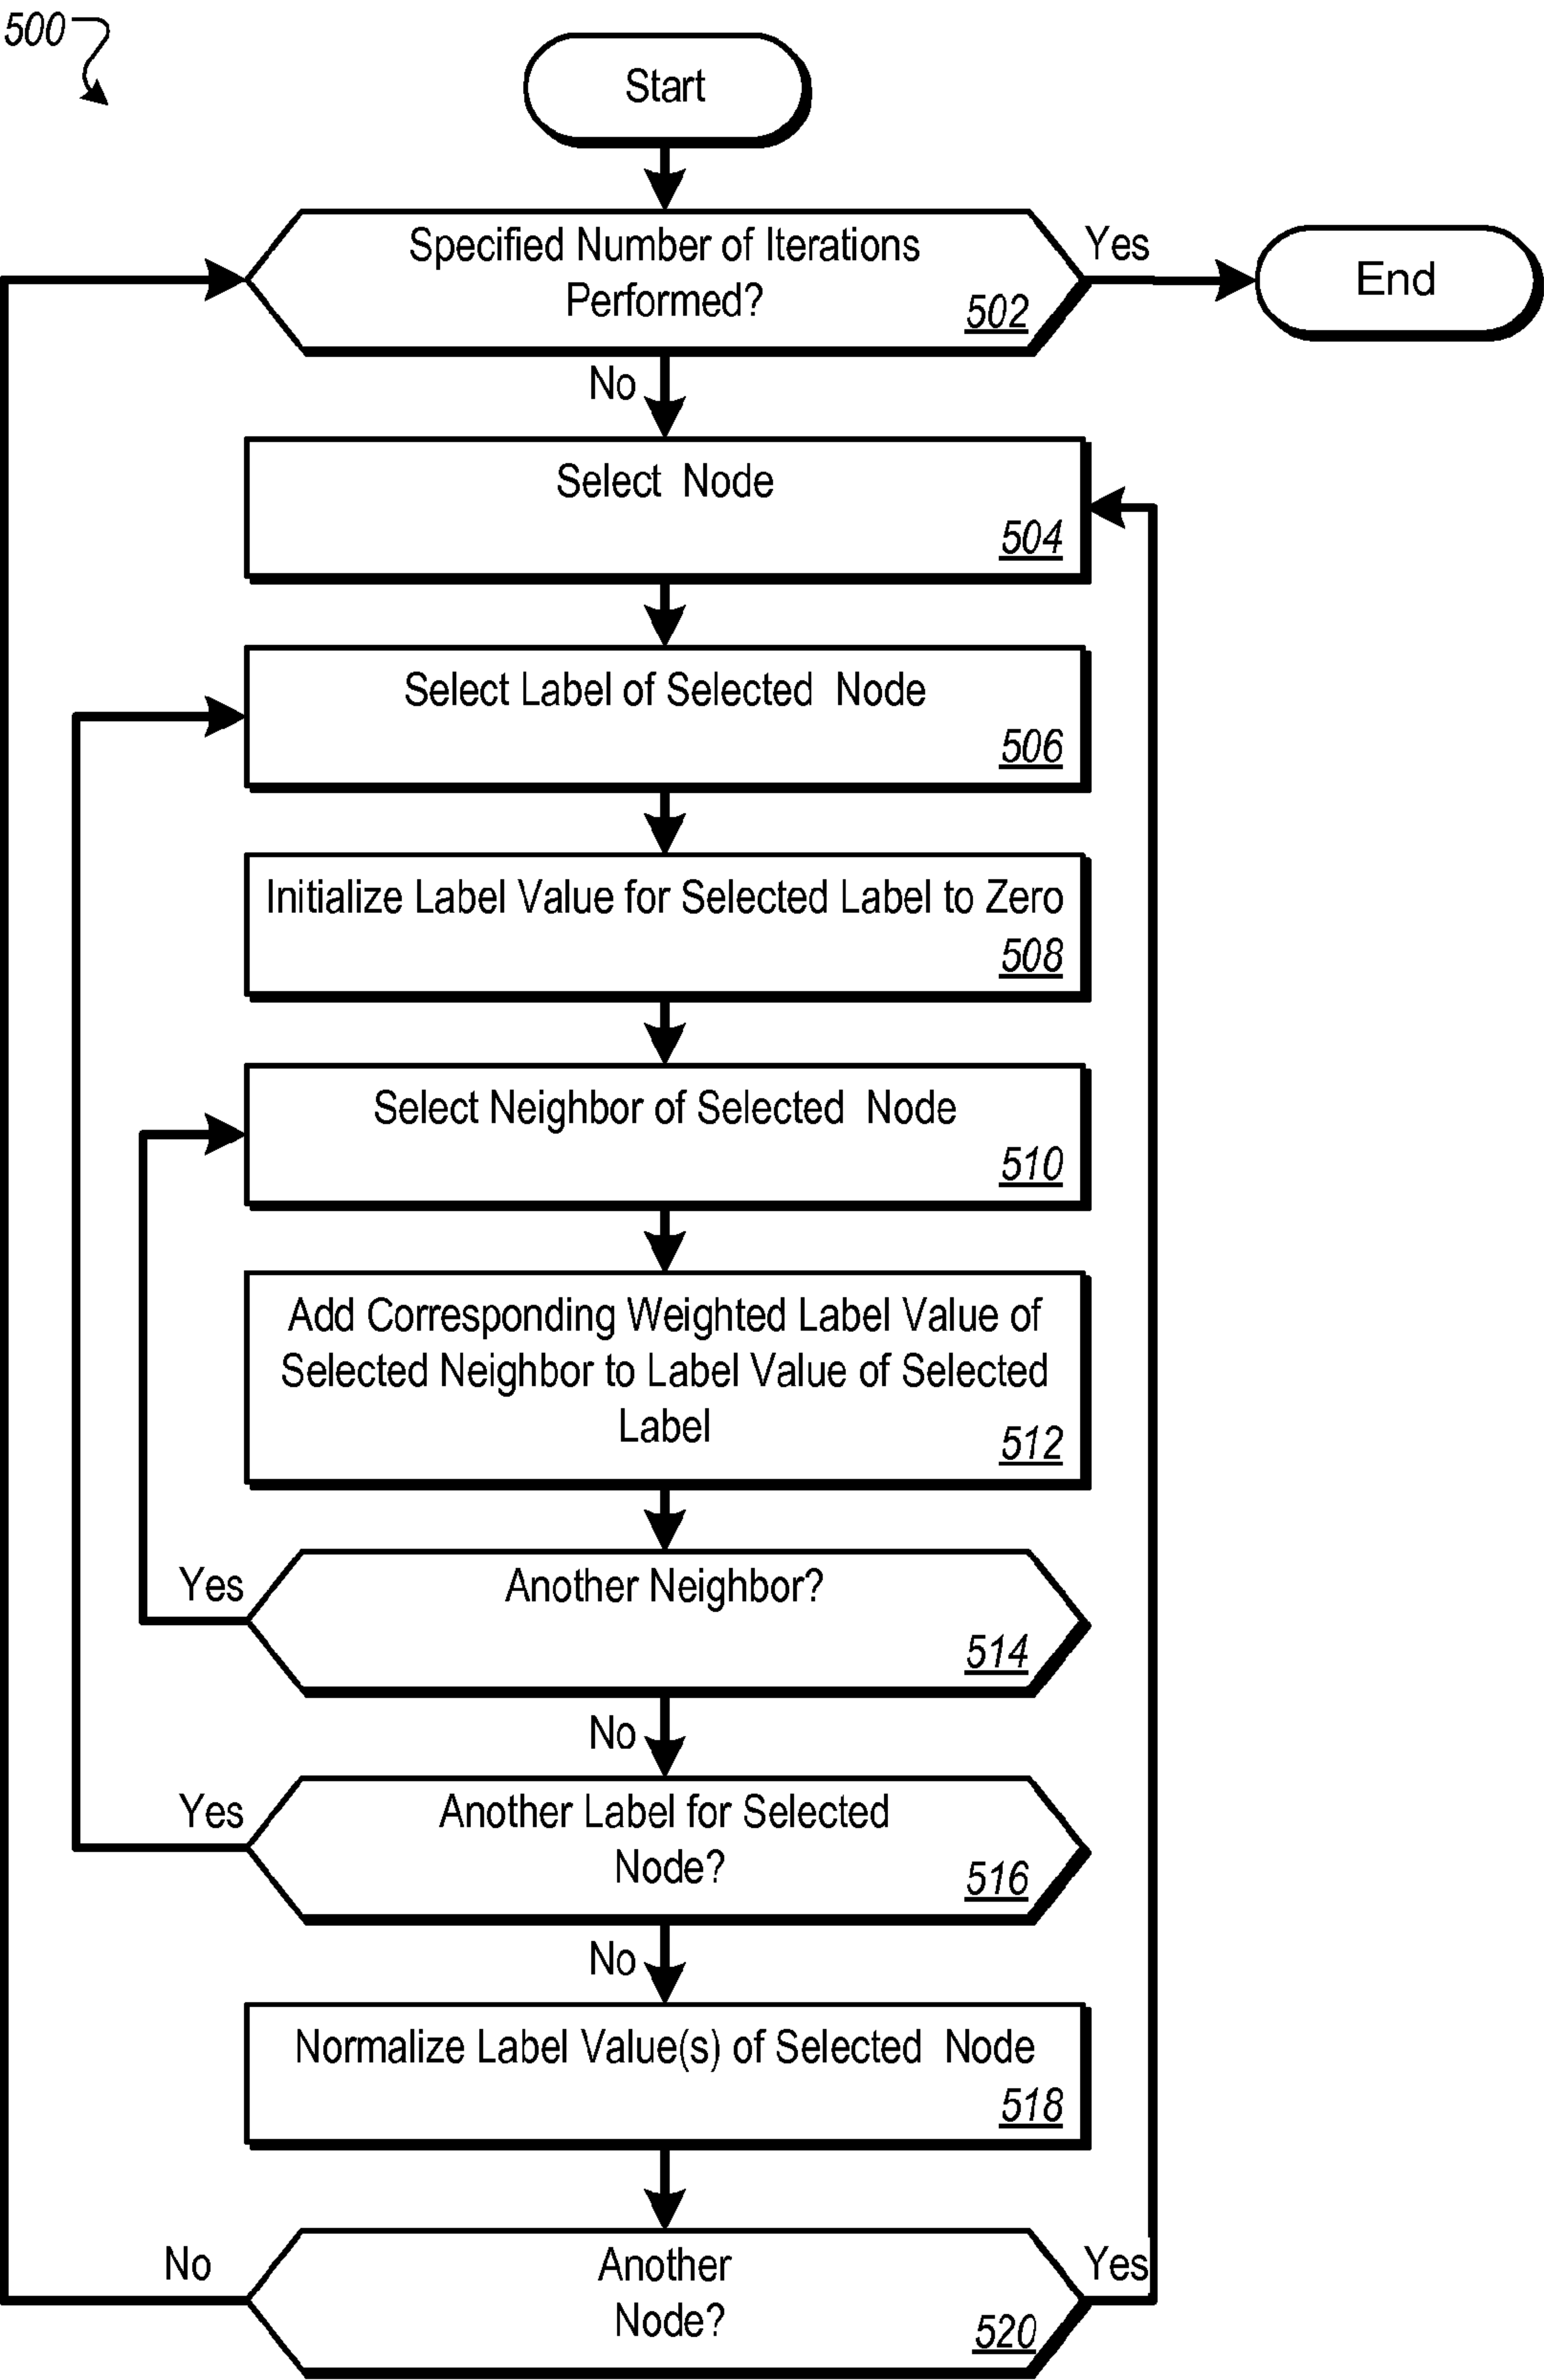 500
Start
Specified Number of Iterations
Performed?
502
Yes
End
No
Select Node
504
Select Label of Selected Node
506
Initialize Label Value for Selected Label to Zero
508
Select Neighbor of Selected Node
510
Add Corresponding Weighted Label Value of
Selected Neighbor to Label Value of Selected
Label
512
Yes
Another Neighbor?
514
No
Yes
Another Label for Selected
Node?
516
No
Normalize Label Value(s) of Selected Node
518
No
Another
Node?
520
Yes